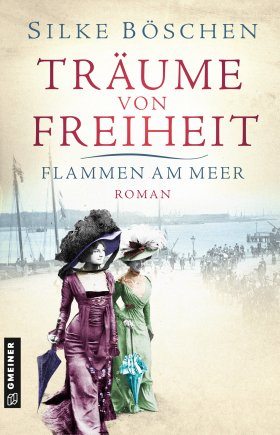 SILKE BÖSCHEN
TRÄUME
VON
FREIHEIT
FLAMMEN AM MEER
ROMAN
GMEINER